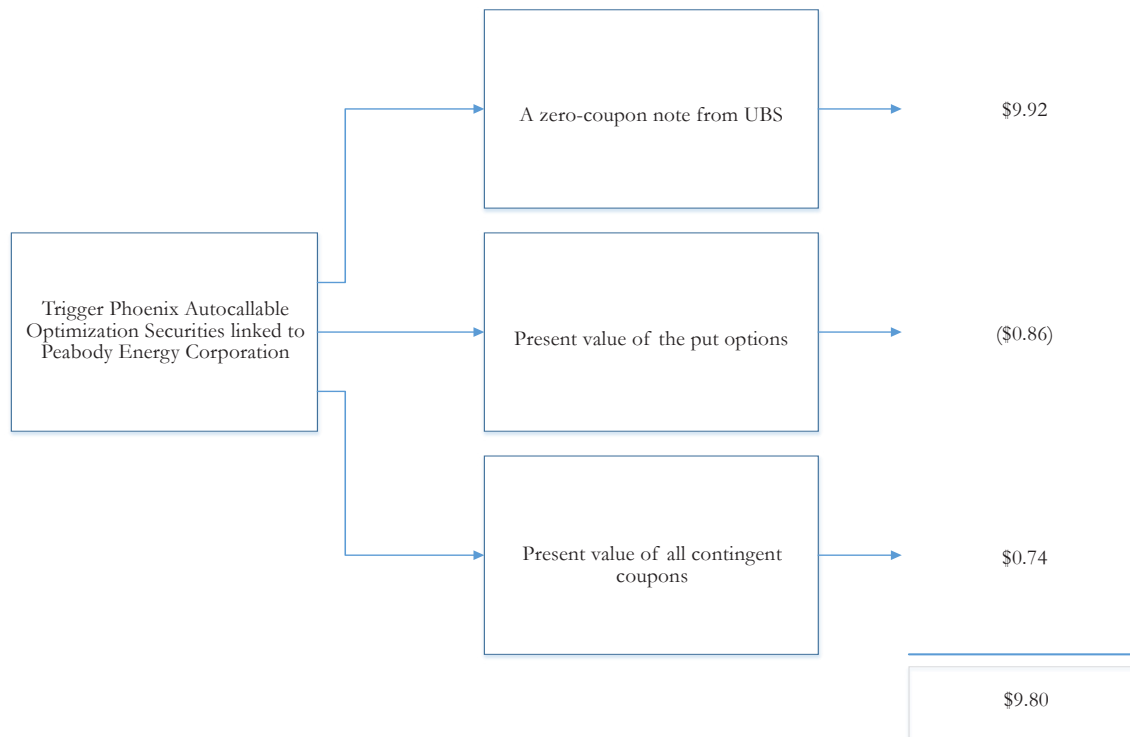 A zero-coupon note from UBS
$9.92
Trigger Phoenix Autocallable
Optimization Securities linked to
Peabody Energy Corporation
Present value of the put options
($0.86)
Present value of all contingent
coupons
$0.74
$9.80